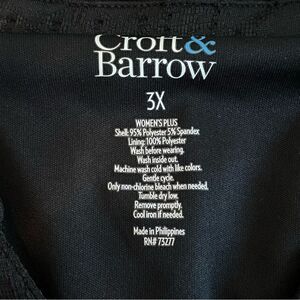 Croft&
Barrow
3X
WOMEN'S PLUS
Shell: 95% Polyester 5% Spandex
Lining: 100% Polyester
Wash before wearing.
Wash inside out.
Machine wash cold with like colors.
Gentle cycle.
Only non-chlorine bleach when needed.
Tumble dry low.
Remove promptly.
Cool iron if needed.
Made in Philippines
RN# 73277